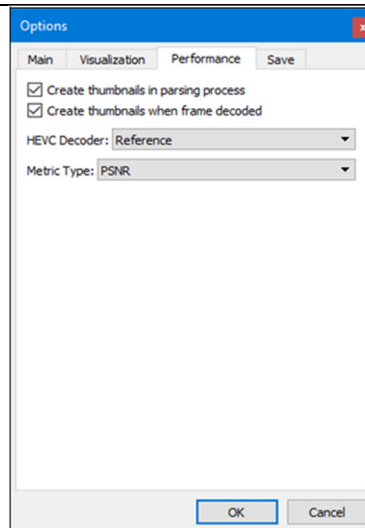 Options
x
Main Visualization Performance Save
Create thumbnails in parsing process
Create thumbnails when frame decoded
HEVC Decoder: Reference
Metric Type: PSNR
OK Cancel